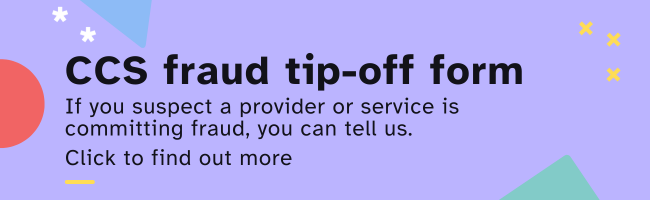 CCS fraud tip-off form
If you suspect a provider or service is
committing fraud, you can tell us.
Click to find out more